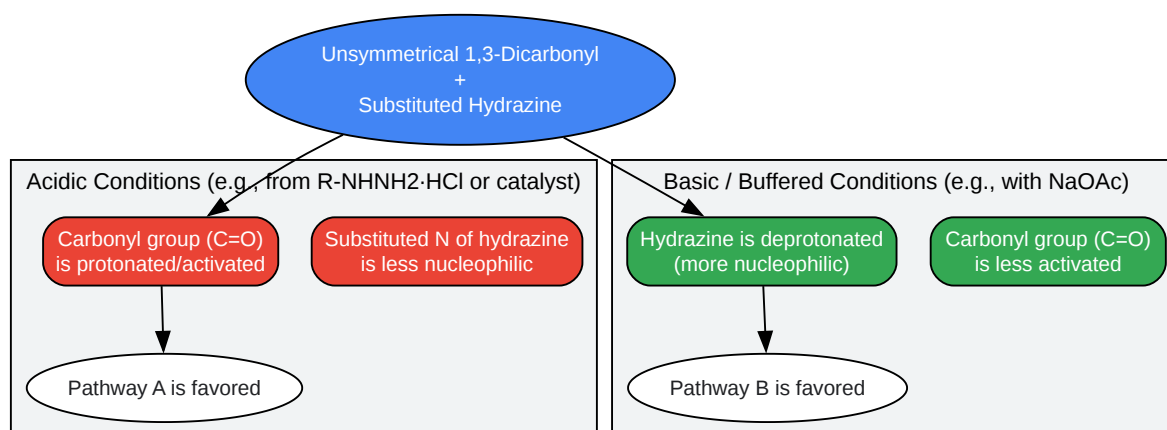 Unsymmetrical 1,3-Dicarbonyl
+
Substituted Hydrazine
Acidic Conditions (e.g., from R-NHNH2·HCl or catalyst)
Carbonyl group (C=O)
is protonated/activated
Substituted N of hydrazine
is less nucleophilic
Pathway A is favored
Basic / Buffered Conditions (e.g., with NaOAc)
Hydrazine is deprotonated
(more nucleophilic)
Carbonyl group (C=O)
is less activated
Pathway B is favored